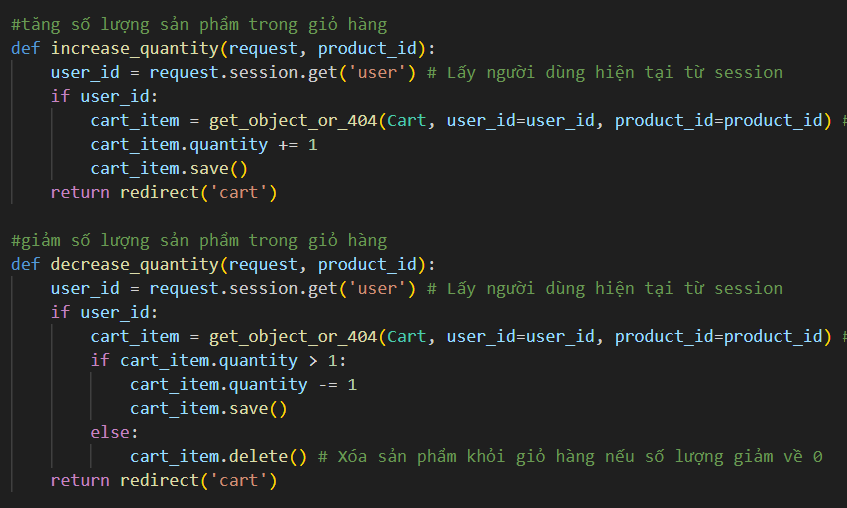 #tăng số lượng sản phẩm trong giỏ hàng
def increase_quantity(request, product_id):
    user_id = request.session.get('user') # Lấy người dùng hiện tại từ session
    if user_id:
        cart_item = get_object_or_404(Cart, user_id=user_id, product_id=product_id) #
        cart_item.quantity += 1
        cart_item.save()
    return redirect('cart')
#giảm số lượng sản phẩm trong giỏ hàng
def decrease_quantity(request, product_id):
    user_id = request.session.get('user') # Lấy người dùng hiện tại từ session
    if user_id:
        cart_item = get_object_or_404(Cart, user_id=user_id, product_id=product_id) #
        if cart_item.quantity > 1:
            cart_item.quantity -= 1
            cart_item.save()
        else:
            cart_item.delete() # Xóa sản phẩm khỏi giỏ hàng nếu số lượng giảm về 0
    return redirect('cart')